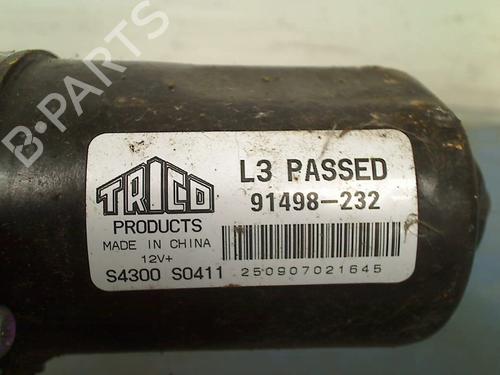 B-PARTS
TRICO
PRODUCTS
MADE IN CHINA
12V+
S4300 S0411
L3 PASSED
91498-232
250907021645